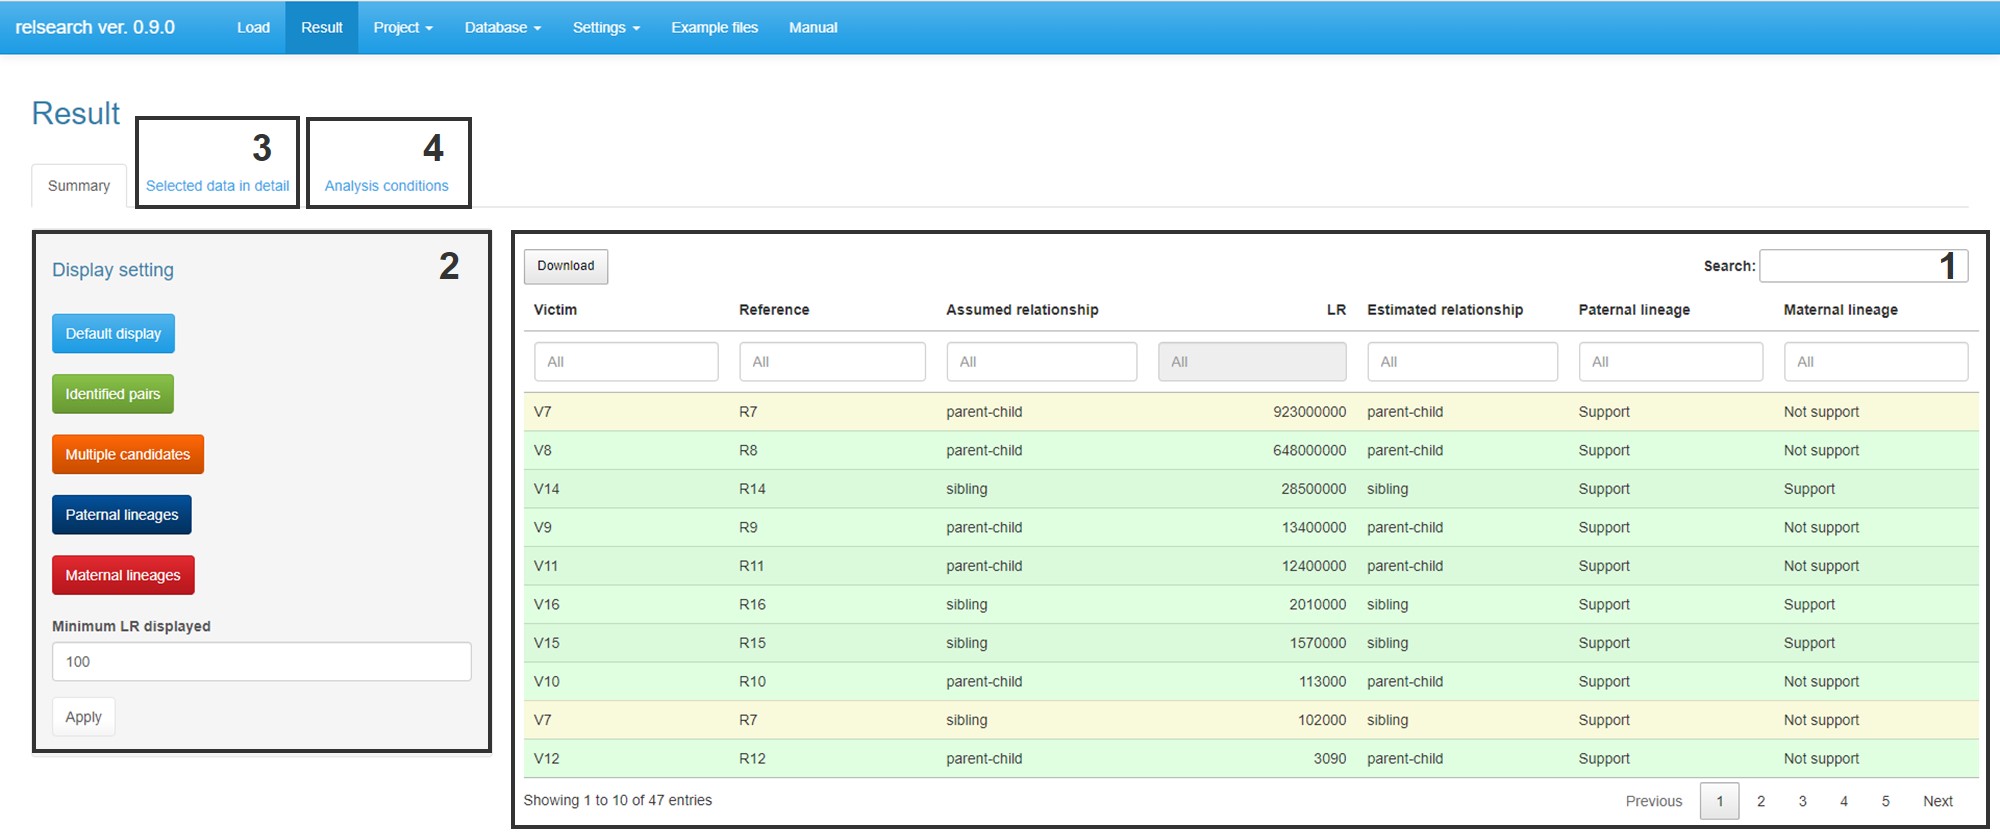 relsearch ver. 0.9.0 Load Result Project Database Settings Example files Manual
Result
3 4
Summary Selected data in detail Analysis conditions
Display setting 2
Default display
Identified pairs
Multiple candidates
Paternal lineages
Maternal lineages
Minimum LR displayed
100
Apply
Download Search: 1
Victim Reference Assumed relationship LR Estimated relationship Paternal lineage Maternal lineage
All All All All All All All
V7 R7 parent-child 923000000 parent-child Support Not support
V8 R8 parent-child 648000000 parent-child Support Not support
V14 R14 sibling 28500000 sibling Support Support
V9 R9 parent-child 13400000 parent-child Support Not support
V11 R11 parent-child 12400000 parent-child Support Not support
V16 R16 sibling 2010000 sibling Support Support
V15 R15 sibling 1570000 sibling Support Support
V10 R10 parent-child 113000 parent-child Support Not support
V7 R7 sibling 102000 sibling Support Not support
V12 R12 parent-child 3090 parent-child Support Not support
Showing 1 to 10 of 47 entries Previous 1 2 3 4 5 Next